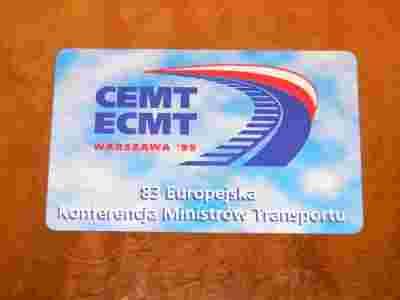 CEMT
ECMT
WARSZAWA '99
83 Europejska
Konferencja Ministrów Transportu